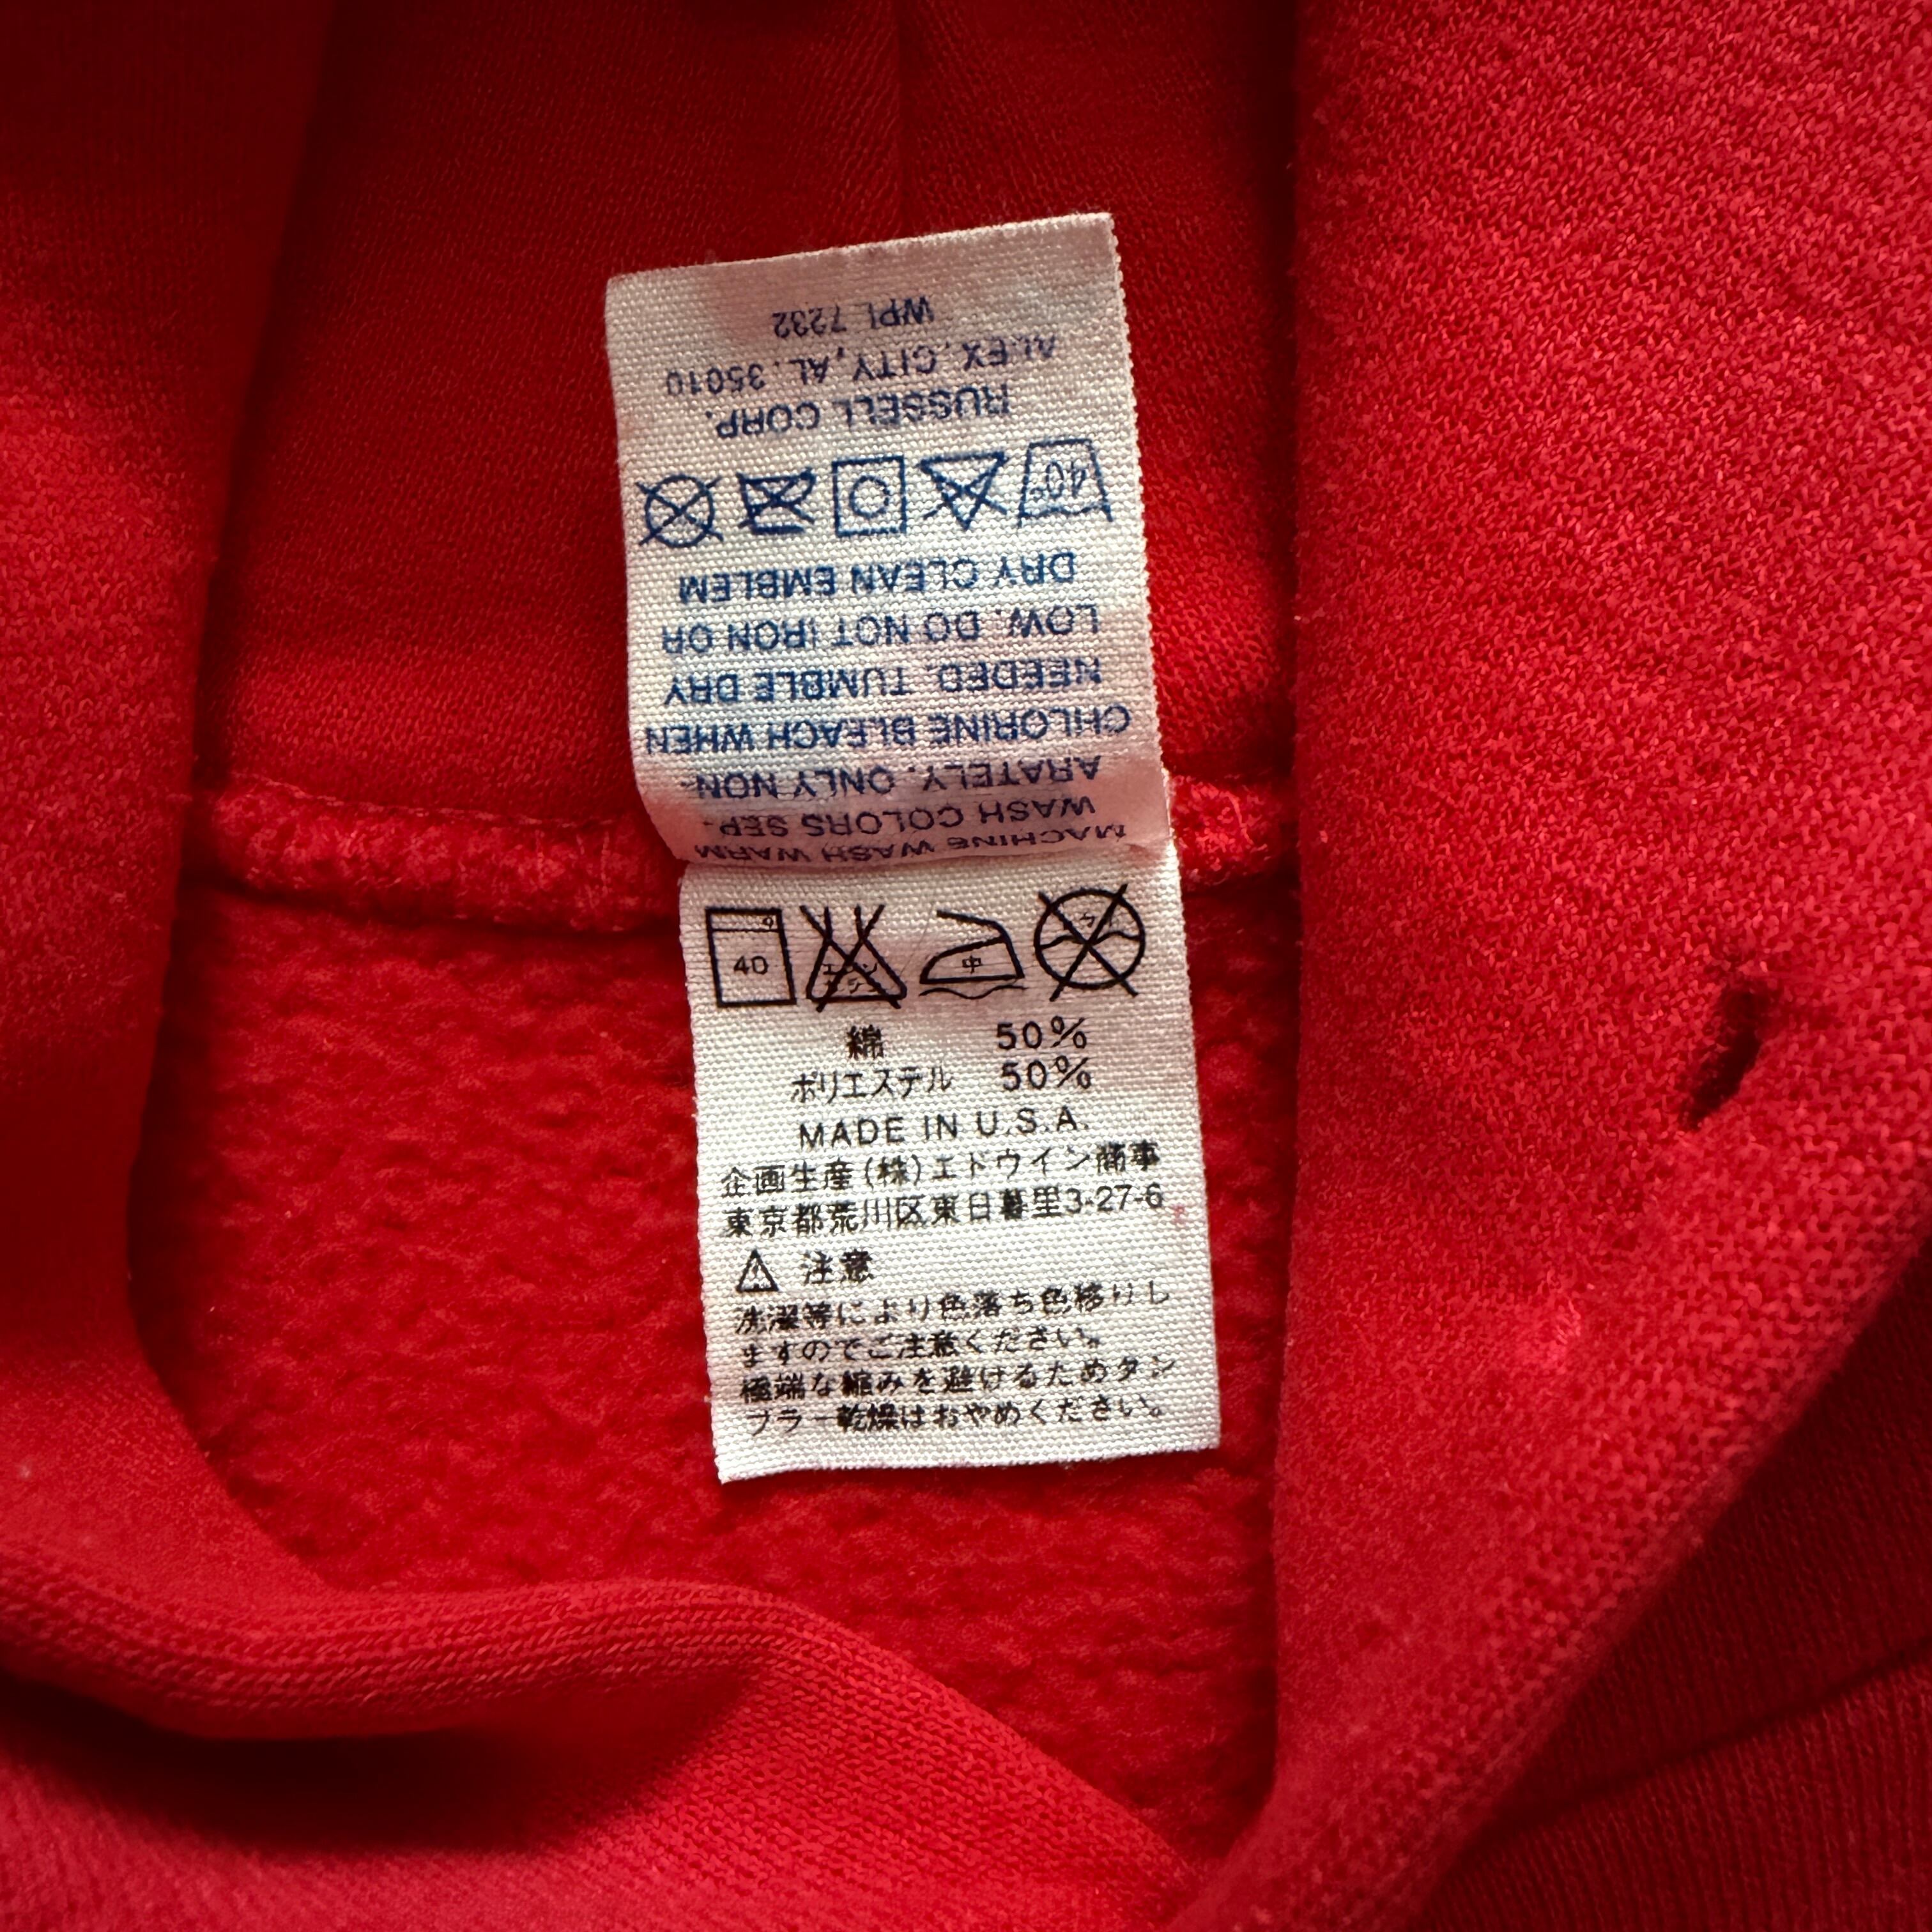 MACHINE WASH WARM
WASH COLORS SEP-
ARATELY. ONLY NON-
CHLORINE BLEACH WHEN
NEEDED. TUMBLE DRY
LOW. DO NOT IRON OR
DRY CLEAN EMBLEM
40°
RUSSELL CORP.
ALEX. CITY, AL. 35010
WPL 7232
40 中
綿 50%
ポリエステル 50%
MADE IN U.S.A.
企画生産(株)エドウイン商事
東京都荒川区東日暮里3-27-6
注意
洗濯等により色落ち色移りし
ますのでご注意ください。
極端な縮みを避けるためタン
ブラー乾燥はおやめください。